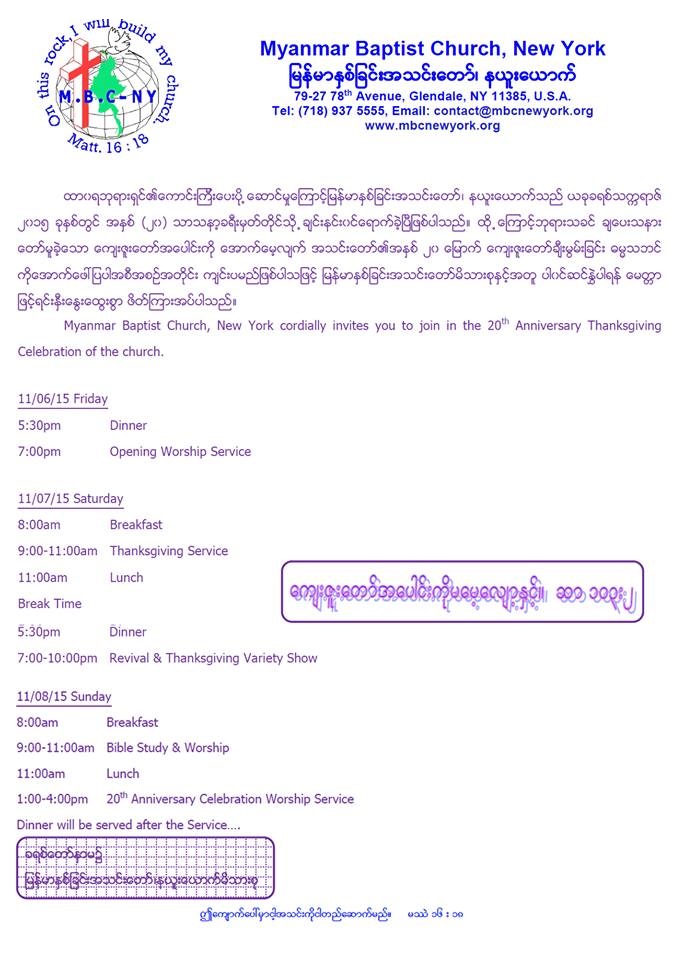 On this rock, I will build my church.
M.B.C-NY
Matt. 16 : 18
Myanmar Baptist Church, New York
မြန်မာနှစ်ခြင်းအသင်းတော်၊ နယူးယောက်
79-27 78th Avenue, Glendale, NY 11385, U.S.A.
Tel: (718) 937 5555, Email: contact@mbcnewyork.org
www.mbcnewyork.org
ထာ၀ရဘုရားရှင်၏ကောင်းကြီးပေးပို့ ဆောင်မှုကြောင့်မြန်မာနှစ်ခြင်းအသင်းတော်၊ နယူးယောက်သည် ယခုခရစ်သက္ကရာဇ်
၂၀၁၅ ခုနှစ်တွင် အနှစ် (၂၀) သာသနာ့ခရီးမှတ်တိုင်သို့ ချင်းနင်း၀င်ရောက်ခဲ့ပြီဖြစ်ပါသည်။ ထို့ကြောင့်ဘုရားသခင် ချပေးသနား
တော်မူခဲ့သော ကျေးဇူးတော်အပေါင်းကို အောက်မေ့လျက် အသင်းတော်၏အနှစ် ၂၀ မြောက် ကျေးဇူးတော်ချီးမွမ်းခြင်း ဓမ္မသဘင်
ကိုအောက်ဖေါ်ပြပါအစီအစဉ်အတိုင်း ကျင်းပမည်ဖြစ်ပါသဖြင့် မြန်မာနှစ်ခြင်းအသင်းတော်မိသားစုနှင့်အတူ ပါ၀င်ဆင်နွှဲပါရန် မေတ္တာ
ဖြင့်ရင်းနှီးနွေးထွေးစွာ ဖိတ်ကြားအပ်ပါသည်။
Myanmar Baptist Church, New York cordially invites you to join in the 20th Anniversary Thanksgiving
Celebration of the church.
11/06/15 Friday
5:30pm Dinner
7:00pm Opening Worship Service
11/07/15 Saturday
8:00am Breakfast
9:00-11:00am Thanksgiving Service
11:00am Lunch
ကျေးဇူးတော်အပေါင်းကိုမမေ့လျော့နှင့်။ ဆာ ၁၀၃:၂
Break Time
5:30pm Dinner
7:00-10:00pm Revival & Thanksgiving Variety Show
11/08/15 Sunday
8:00am Breakfast
9:00-11:00am Bible Study & Worship
11:00am Lunch
1:00-4:00pm 20th Anniversary Celebration Worship Service
Dinner will be served after the Service....
ခရစ်တော်နာမ၌
မြန်မာနှစ်ခြင်းအသင်းတော်၊နယူးယောက်မိသားစု
ဤကျောက်ပေါ်မှာငါ့အသင်းကိုငါတည်ဆောက်မည်။ မဿဲ ၁၆ : ၁၈